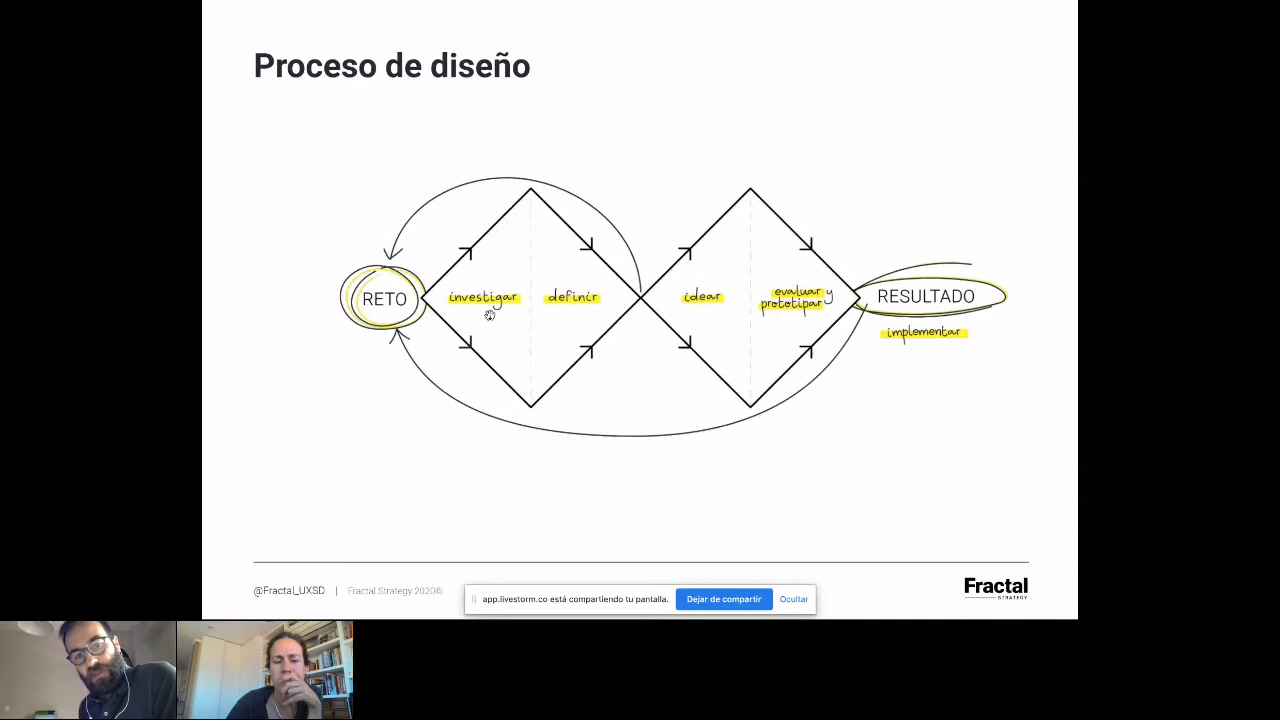 Proceso de diseño
RETO
investigar
definir
idear
evaluar y
prototipar
RESULTADO
implementar
@Fractal_UXSD | Fractal Strategy 2020©
Fractal
STRATEGY
app.livestorm.co está compartiendo tu pantalla.
Dejar de compartir
Ocultar